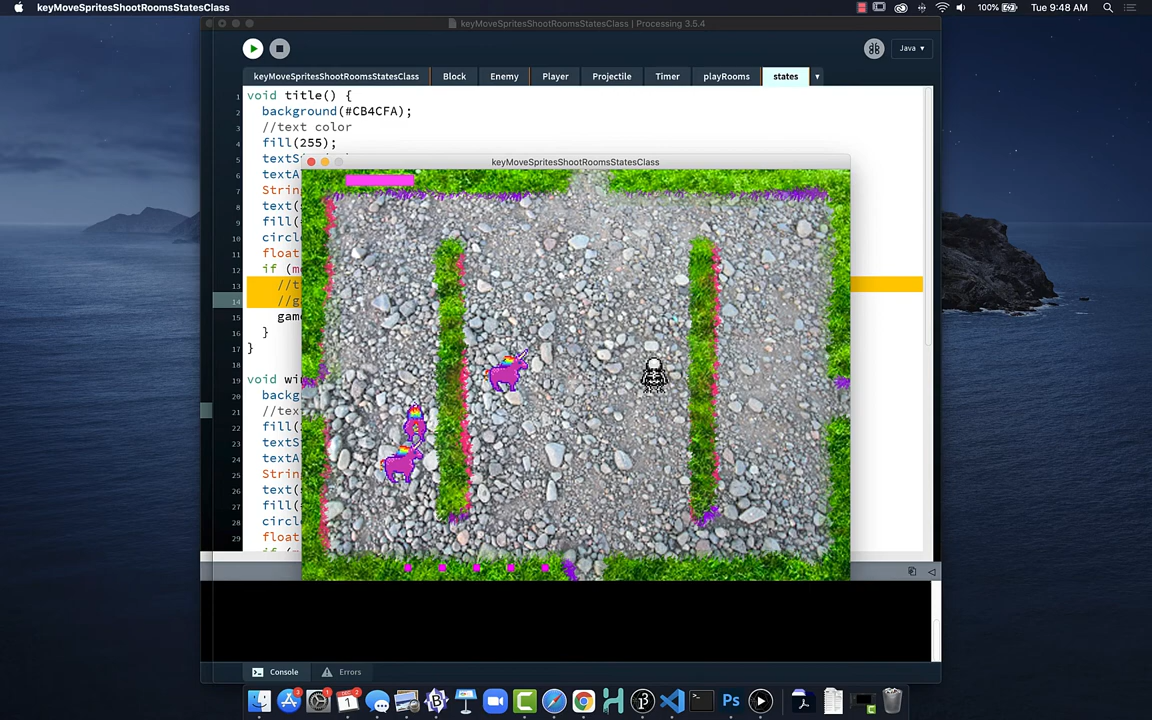 keyMoveSpritesShootRoomsStatesClass
100%
Tue 9:48 AM
keyMoveSpritesShootRoomsStatesClass | Processing 3.5.4
Java ▾
keyMoveSpritesShootRoomsStatesClass Block Enemy Player Projectile Timer playRooms states
1 void title() {
2 background(#CB4CFA);
3 //text color
4 fill(255);
keyMoveSpritesShootRoomsStatesClass
5 textS
6 textA
7 Strin
8 text(
9 fill(
10 circl
11 float
12 if (m
13 //t
14 //g
15 game
16 }
17 }
18
19 void wi
20 backg
21 //tex
22 fill(
23 textS
24 textA
25 Strin
26 text(
27 fill(
28 circl
29 float
Console Errors